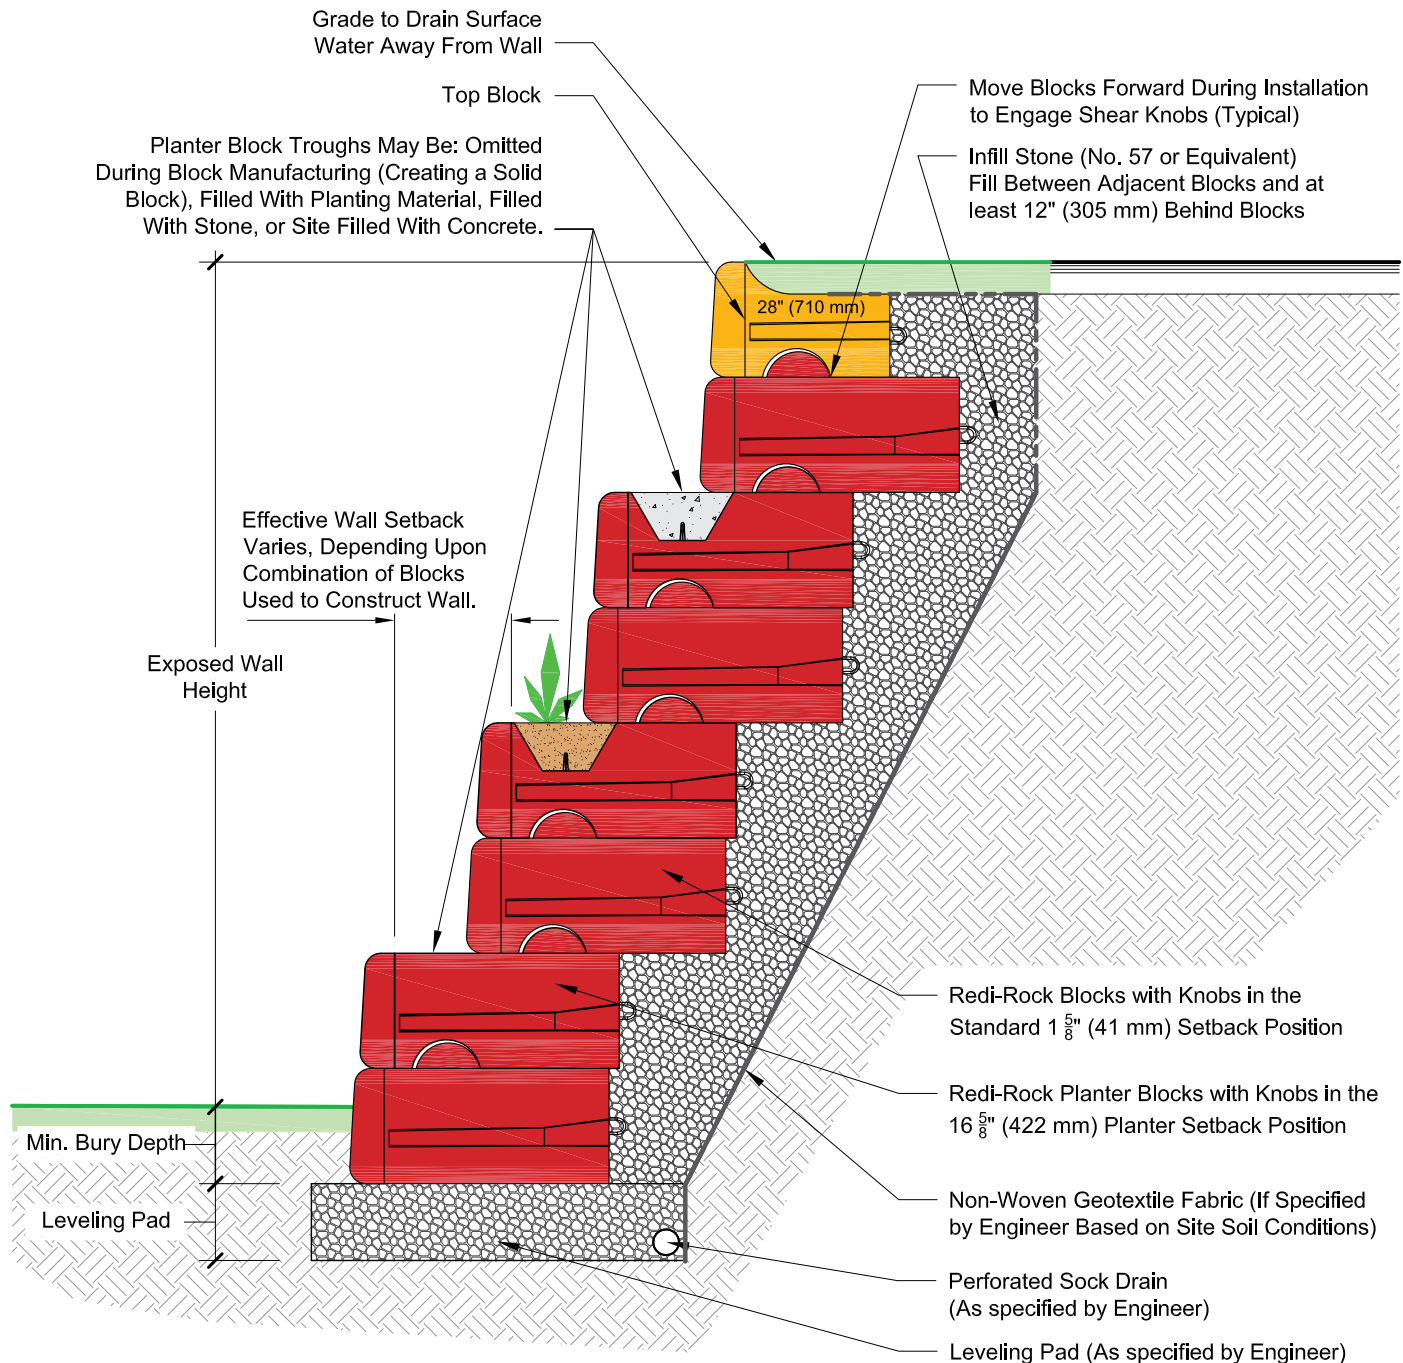 Grade to Drain Surface
Water Away From Wall
Top Block
Planter Block Troughs May Be: Omitted
During Block Manufacturing (Creating a Solid
Block), Filled With Planting Material, Filled
With Stone, or Site Filled With Concrete.
Move Blocks Forward During Installation
to Engage Shear Knobs (Typical)
Infill Stone (No. 57 or Equivalent)
Fill Between Adjacent Blocks and at
least 12" (305 mm) Behind Blocks
28" (710 mm)
Effective Wall Setback
Varies, Depending Upon
Combination of Blocks
Used to Construct Wall.
Exposed Wall
Height
Min. Bury Depth
Leveling Pad
Redi-Rock Blocks with Knobs in the
Standard 1 5/8" (41 mm) Setback Position
Redi-Rock Planter Blocks with Knobs in the
16 5/8" (422 mm) Planter Setback Position
Non-Woven Geotextile Fabric (If Specified
by Engineer Based on Site Soil Conditions)
Perforated Sock Drain
(As specified by Engineer)
Leveling Pad (As specified by Engineer)